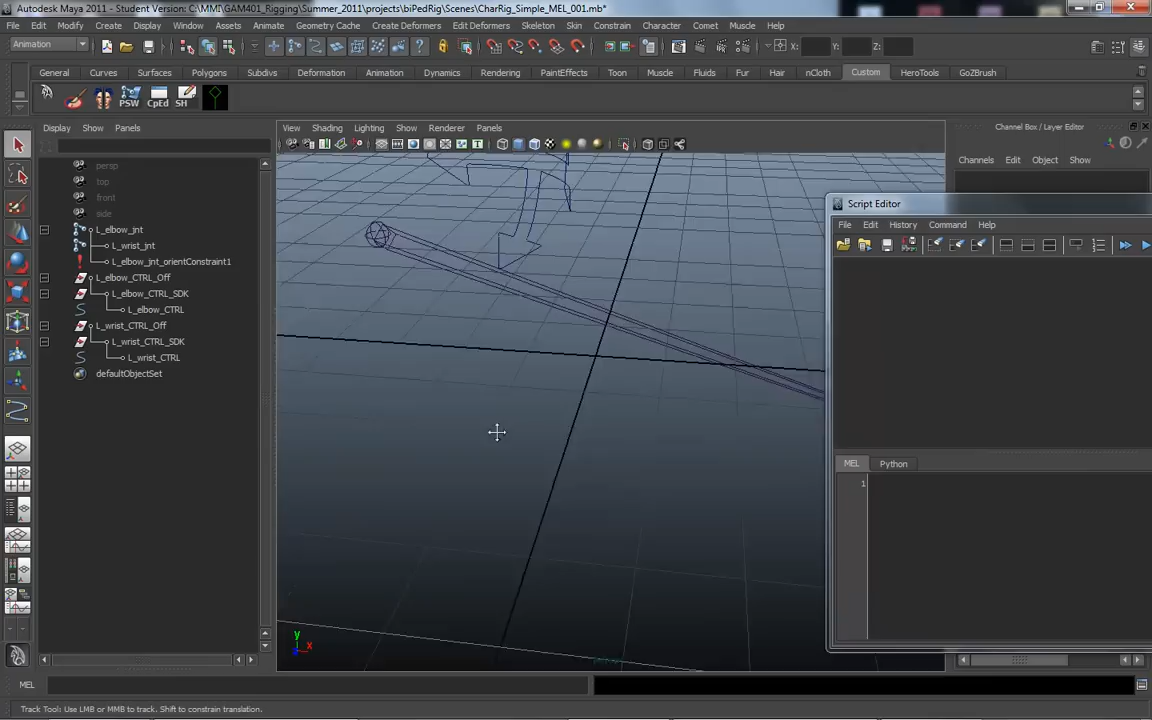 Autodesk Maya 2011 - Student Version: C:\MMI\GAM401_Rigging\Summer_2011\projects\biPedRig\Scenes\CharRig_Simple_MEL_001.mb*
File Edit Modify Create Display Window Assets Animate Geometry Cache Create Deformers Edit Deformers Skeleton Skin Constrain Character Comet Muscle Help
Animation X: Y: Z:
General Curves Surfaces Polygons Subdivs Deformation Animation Dynamics Rendering PaintEffects Toon Muscle Fluids Fur Hair nCloth Custom HeroTools GoZBrush
PSW CpEd SH
Display Show Panels
View Shading Lighting Show Renderer Panels
Channel Box / Layer Editor
Channels Edit Object Show
persp
top
front
side
L_elbow_jnt
L_wrist_jnt
L_elbow_jnt_orientConstraint1
L_elbow_CTRL_Off
L_elbow_CTRL_SDK
L_elbow_CTRL
L_wrist_CTRL_Off
L_wrist_CTRL_SDK
L_wrist_CTRL
defaultObjectSet
Script Editor
File Edit History Command Help
MEL Python
1
y
x
MEL
Track Tool: Use LMB or MMB to track. Shift to constrain translation.